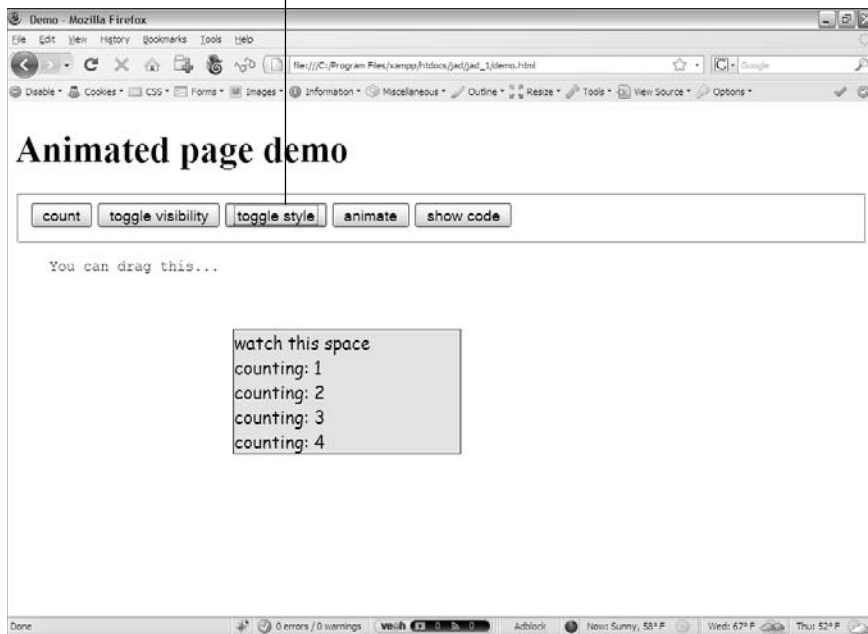 Demo - Mozilla Firefox
File Edit View History Bookmarks Tools Help
file:///C:/Program Files/xampp/htdocs/jad/jad_1/demo.html Google
Disable Cookies CSS Forms Images Information Miscellaneous Outline Resize Tools View Source Options
Animated page demo
count toggle visibility toggle style animate show code
You can drag this...
watch this space
counting: 1
counting: 2
counting: 3
counting: 4
Done 0 errors / 0 warnings veoh 0 0 Adblock Now: Sunny, 58° F Wed: 67° F Thu: 52° F